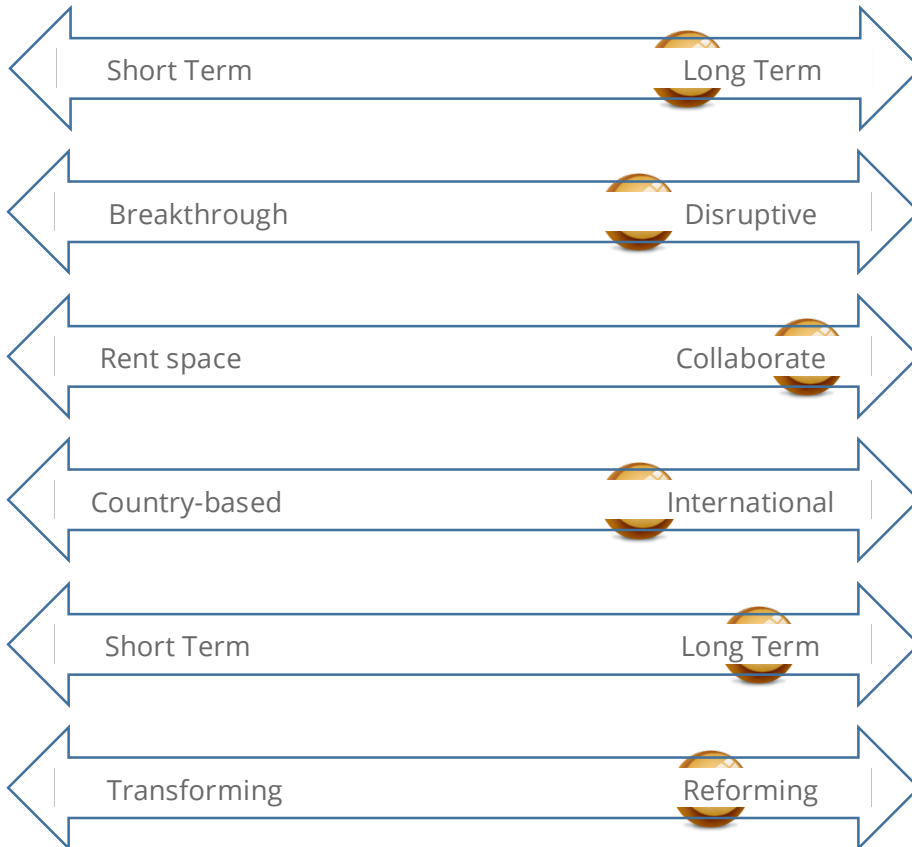 Short Term Long Term
Breakthrough Disruptive
Rent space Collaborate
Country-based International
Short Term Long Term
Transforming Reforming